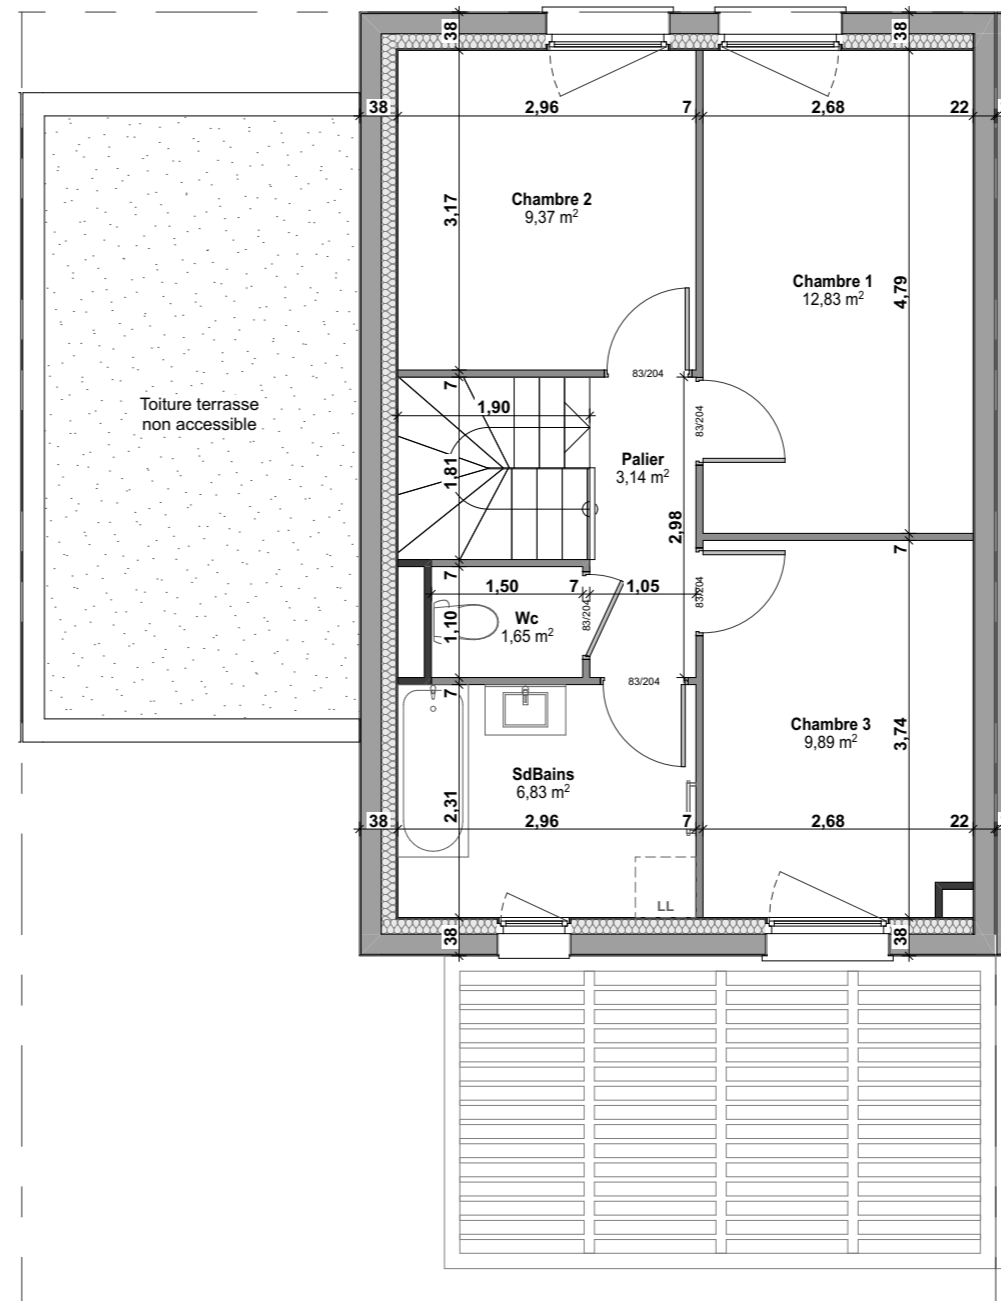 38
38
38
2,96
7
2,68
22
Chambre 2
9,37 m²
3,17
Chambre 1
12,83 m²
4,79
83/204
7
1,90
83/204
Toiture terrasse
non accessible
Palier
3,14 m²
1,81
2,98
7
7
1,50
7
1,05
83/204
83/204
Wc
1,65 m²
1,10
83/204
7
Chambre 3
9,89 m²
3,74
SdBains
6,83 m²
2,31
38
2,96
7
2,68
22
LL
38
38